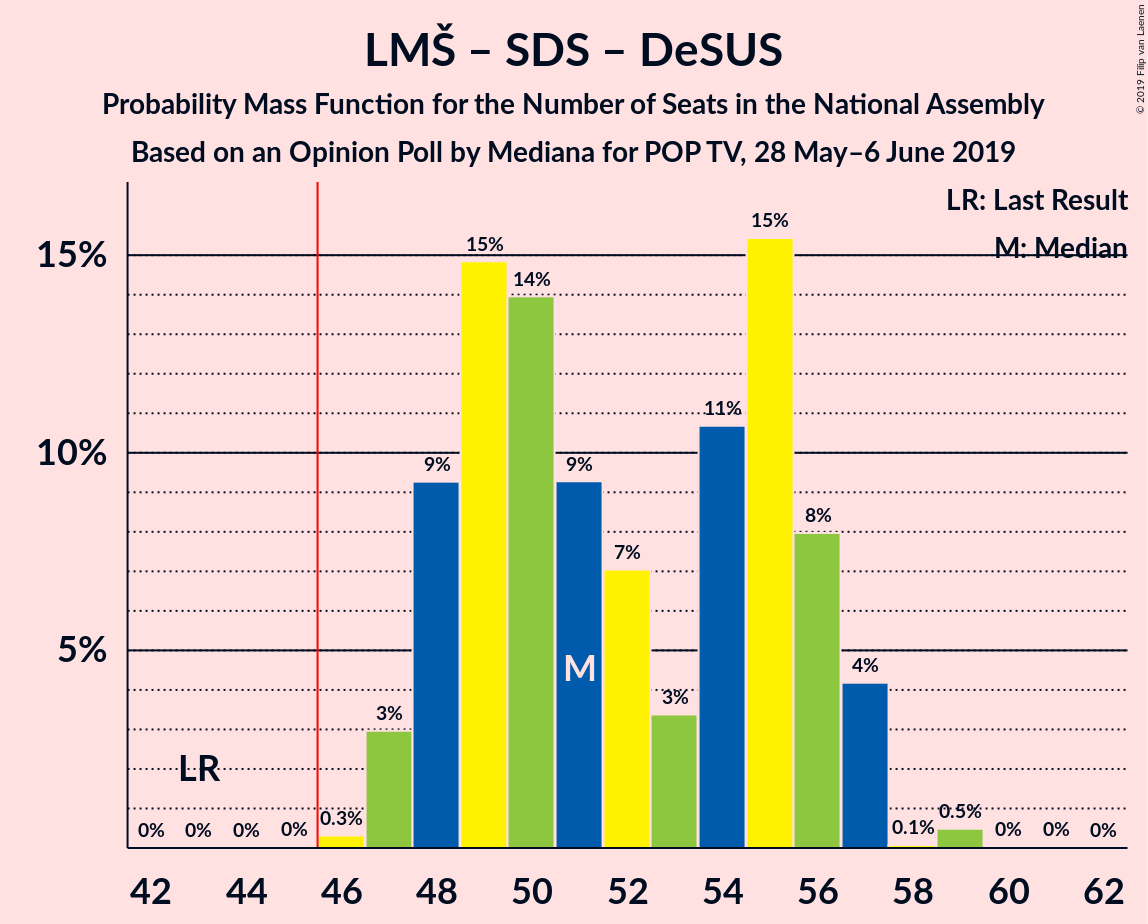 LMŠ – SDS – DeSUS
Probability Mass Function for the Number of Seats in the National Assembly
Based on an Opinion Poll by Mediana for POP TV, 28 May–6 June 2019
© 2019 Filip van Laenen
LR: Last Result
M: Median
15%
10%
5%
0%
0%
0%
0%
0.3%
3%
9%
15%
14%
9%
7%
3%
11%
15%
8%
4%
0.1%
0.5%
0%
0%
0%
LR
M
42 44 46 48 50 52 54 56 58 60 62